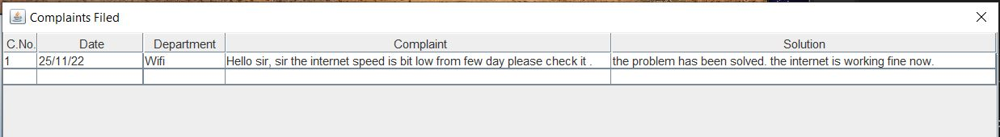 Complaints Filed
C.No. Date Department Complaint Solution
1 25/11/22 Wifi Hello sir, sir the internet speed is bit low from few day please check it . the problem has been solved. the internet is working fine now.